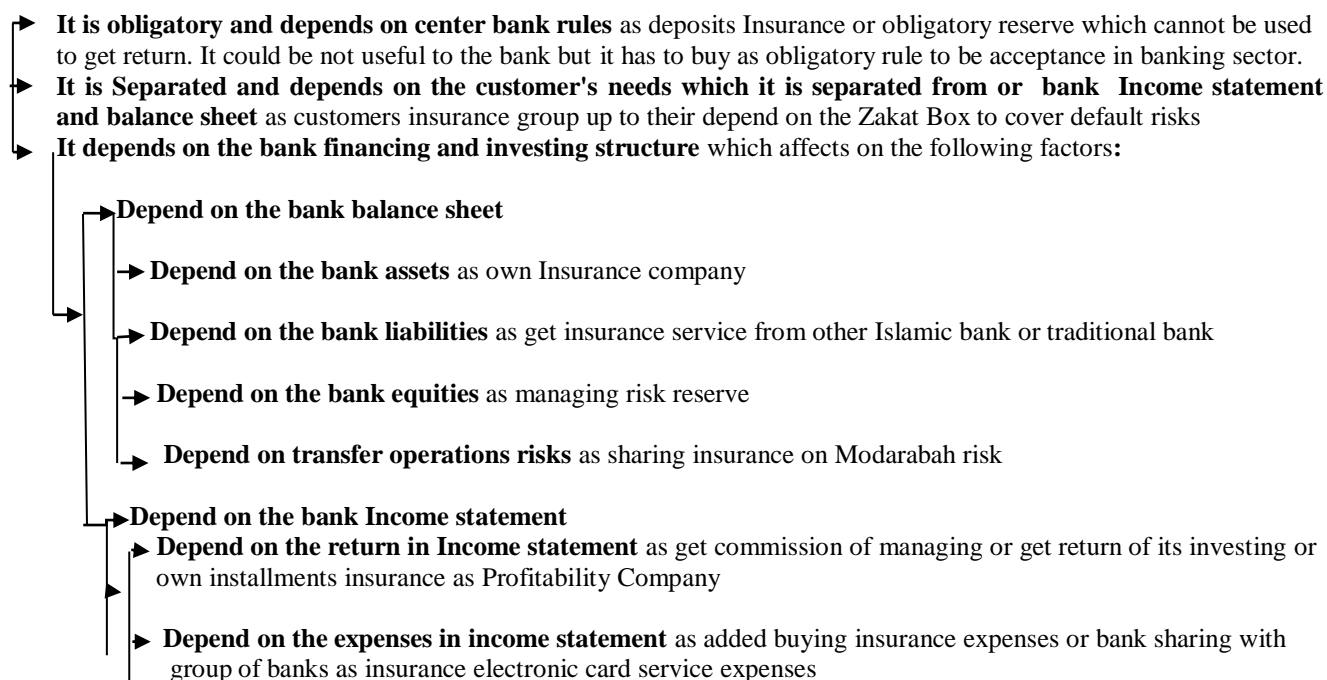 It is obligatory and depends on center bank rules as deposits Insurance or obligatory reserve which cannot be used
to get return. It could be not useful to the bank but it has to buy as obligatory rule to be acceptance in banking sector.
It is Separated and depends on the customer's needs which it is separated from or bank Income statement
and balance sheet as customers insurance group up to their depend on the Zakat Box to cover default risks
It depends on the bank financing and investing structure which affects on the following factors:
Depend on the bank balance sheet
Depend on the bank assets as own Insurance company
Depend on the bank liabilities as get insurance service from other Islamic bank or traditional bank
Depend on the bank equities as managing risk reserve
Depend on transfer operations risks as sharing insurance on Modarabah risk
Depend on the bank Income statement
Depend on the return in Income statement as get commission of managing or get return of its investing or
own installments insurance as Profitability Company
Depend on the expenses in income statement as added buying insurance expenses or bank sharing with
group of banks as insurance electronic card service expenses